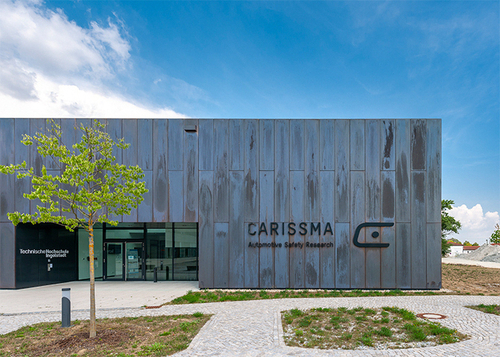 CARISSMA
Automotive Safety Research
Technische Hochschule
Ingolstadt